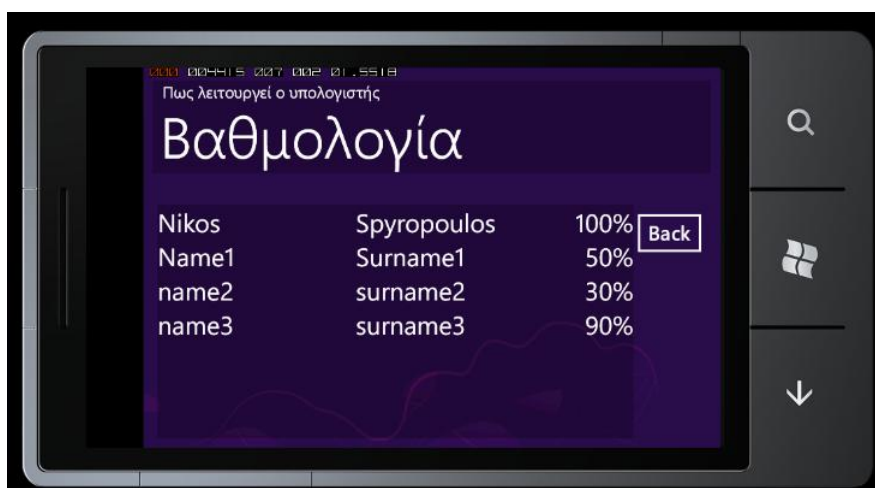 000 004415 007 002 01.5518
Πως λειτουργεί ο υπολογιστής
Βαθμολογία
Nikos Spyropoulos 100%
Back
Name1 Surname1 50%
name2 surname2 30%
name3 surname3 90%